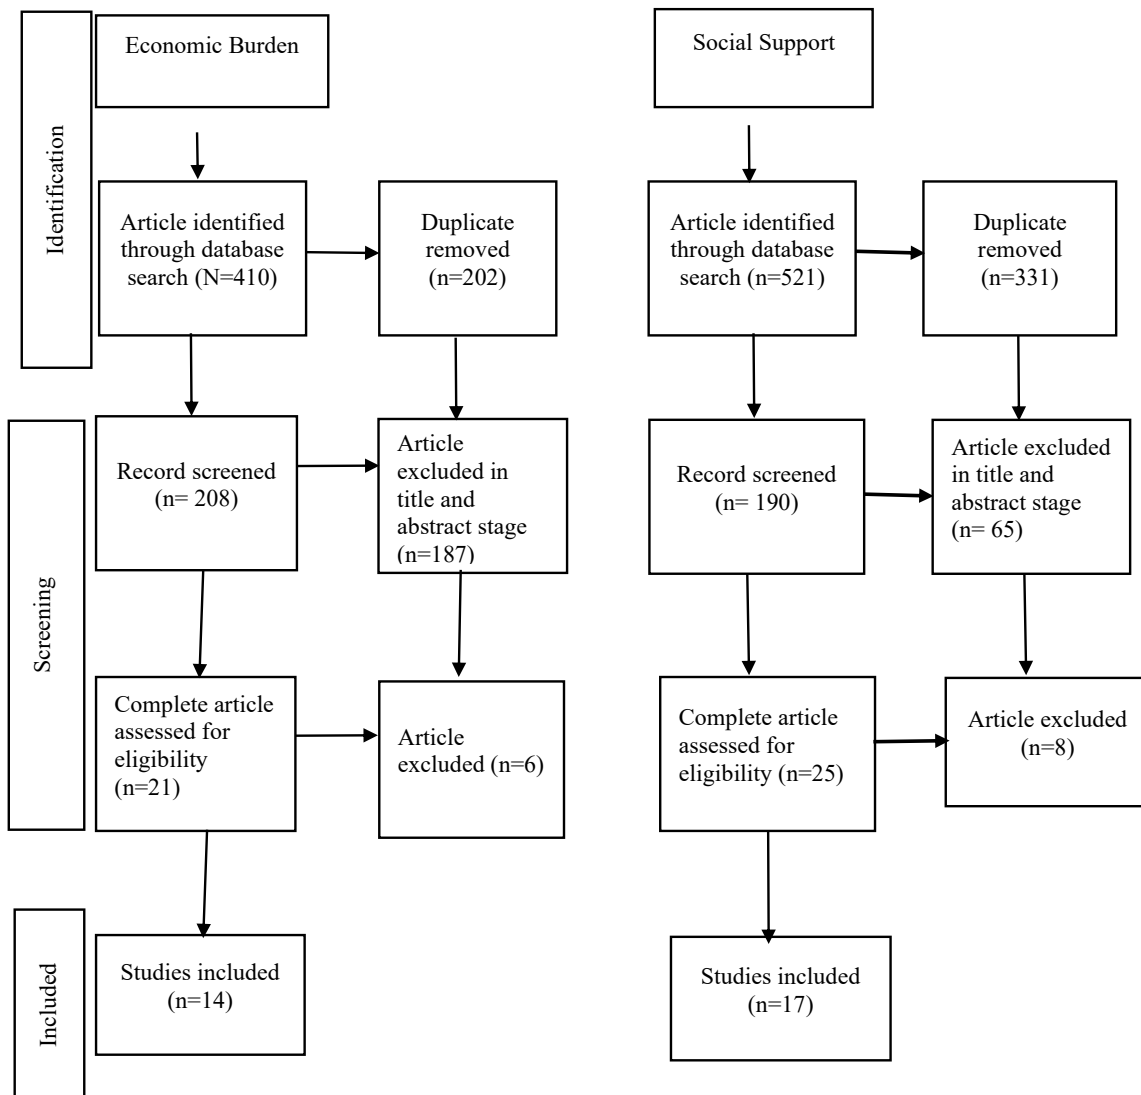 Identification
Economic Burden
Social Support
Article identified
through database
search (N=410)
Duplicate
removed
(n=202)
Article identified
through database
search (n=521)
Duplicate
removed
(n=331)
Screening
Record screened
(n= 208)
Article
excluded in
title and
abstract stage
(n=187)
Record screened
(n= 190)
Article excluded
in title and
abstract stage
(n= 65)
Complete article
assessed for
eligibility
(n=21)
Article
excluded (n=6)
Complete article
assessed for
eligibility (n=25)
Article excluded
(n=8)
Included
Studies included
(n=14)
Studies included
(n=17)